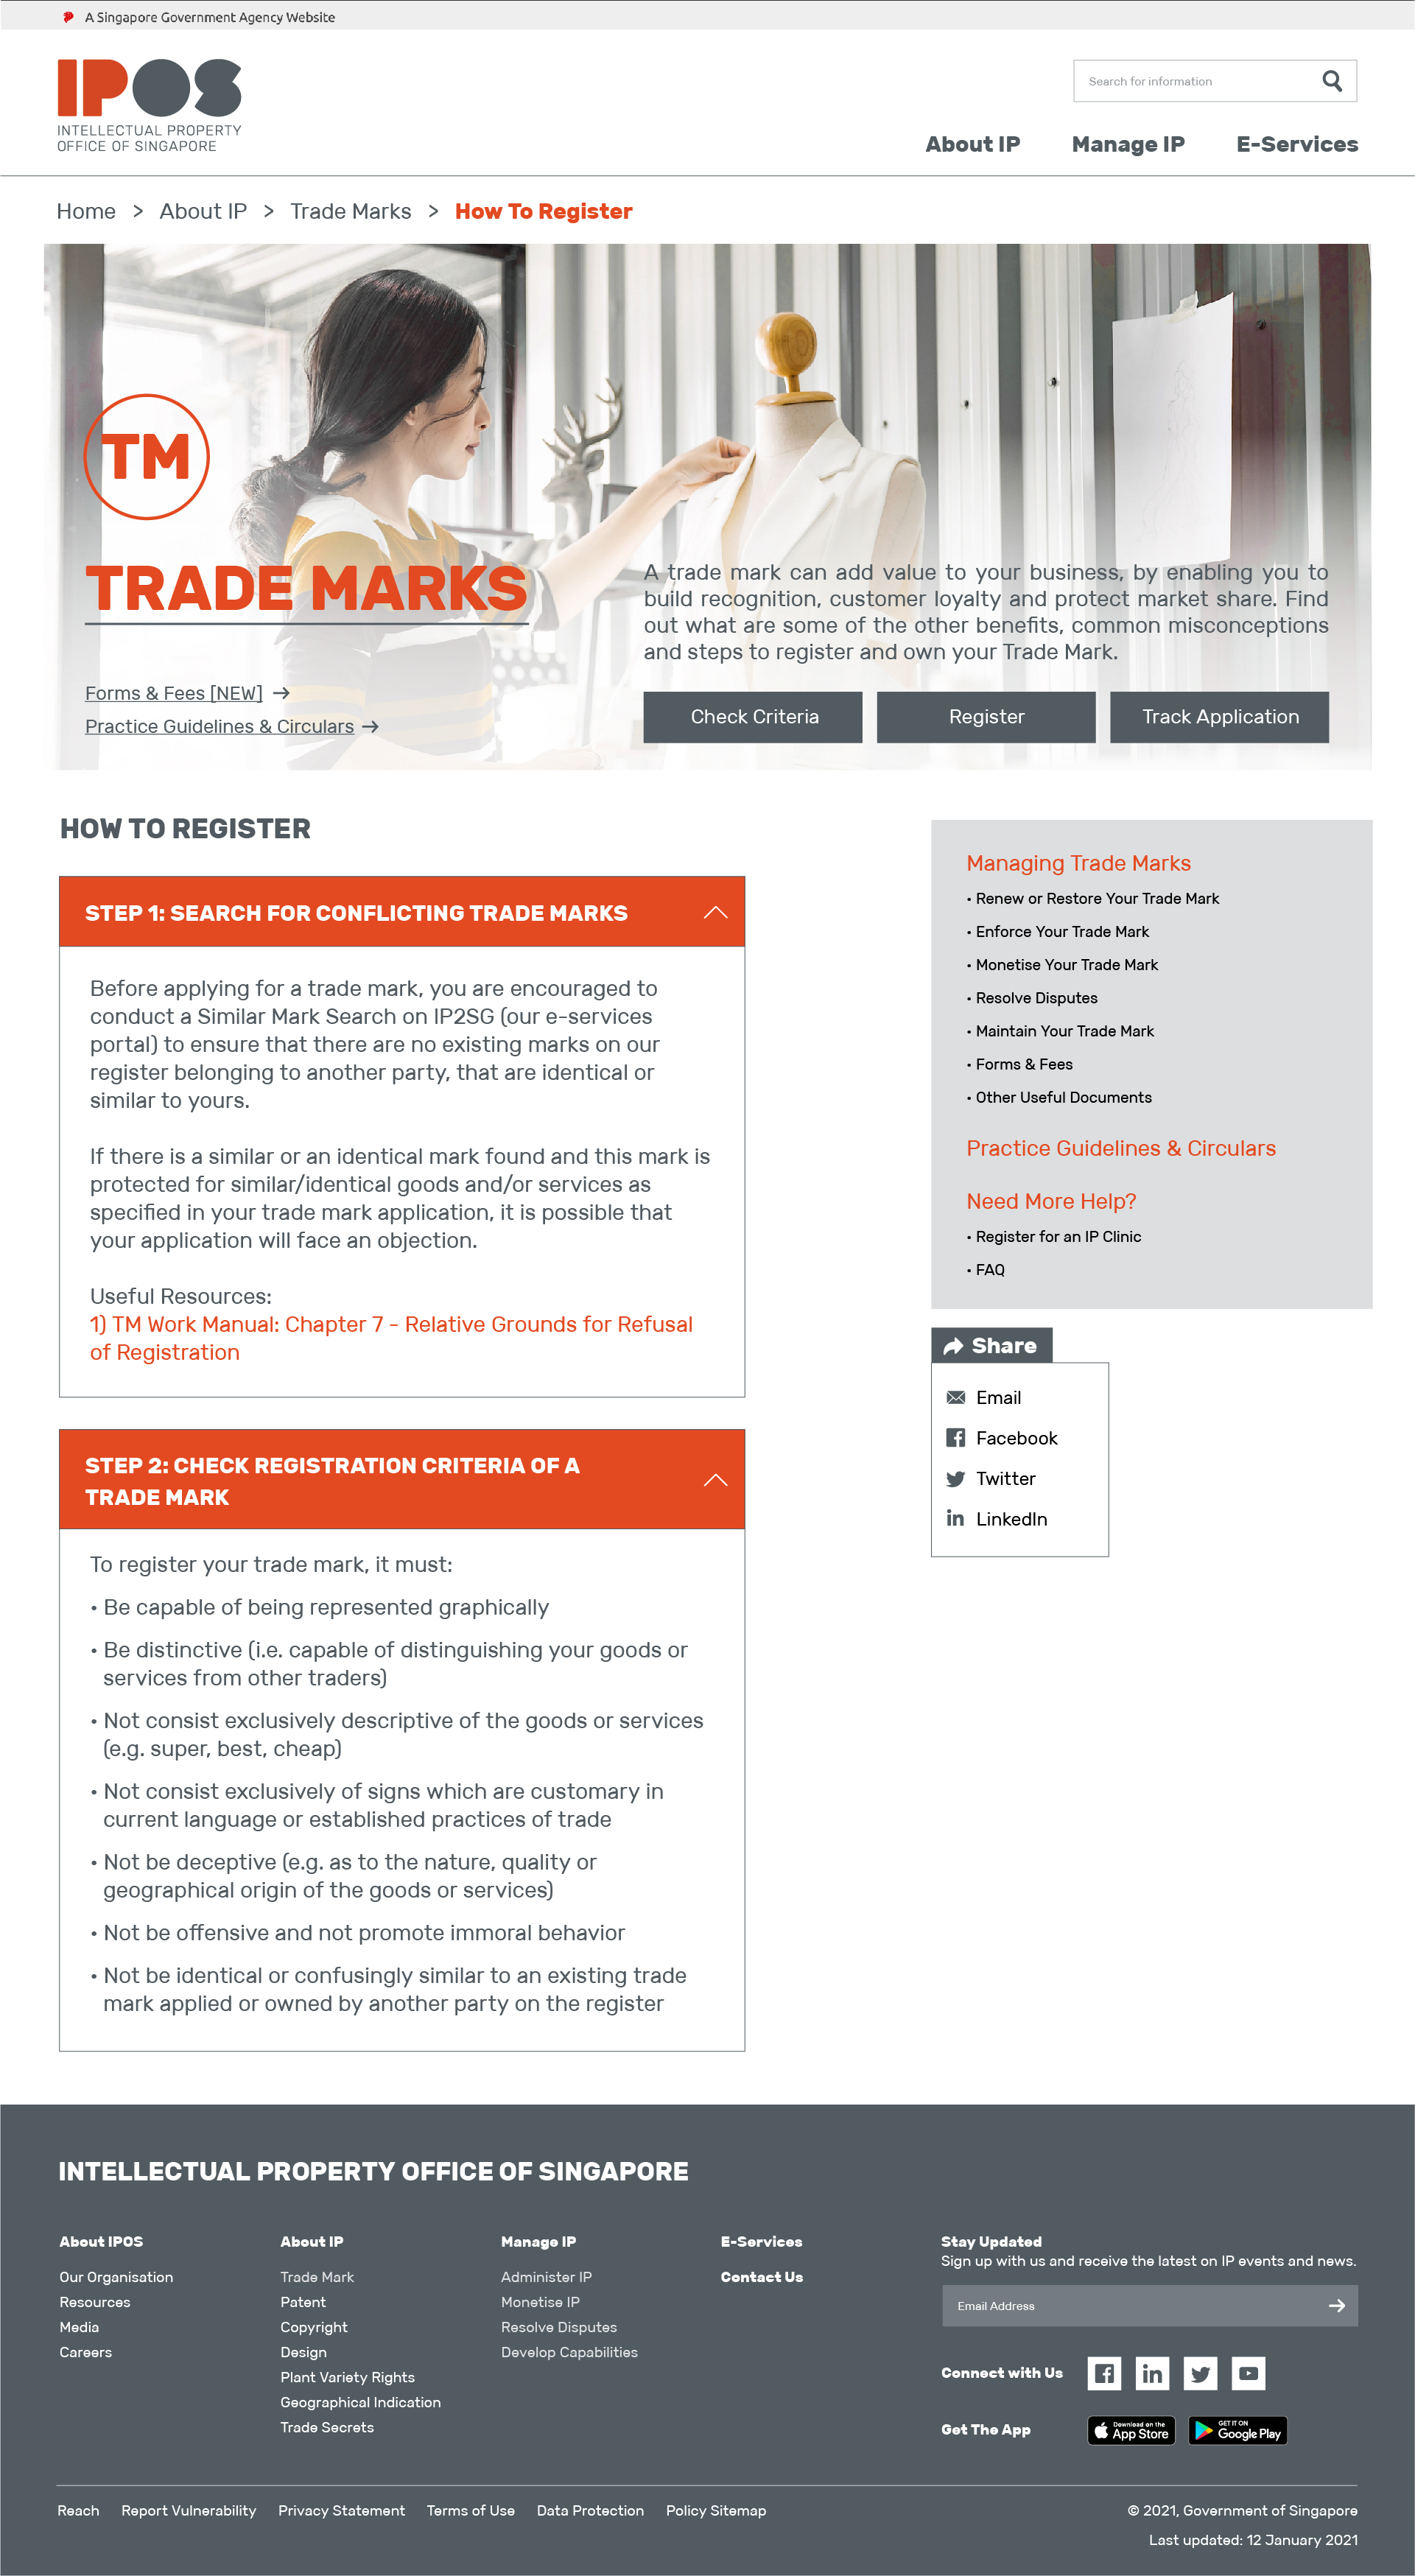 A Singapore Government Agency Website
IPOS
INTELLECTUAL PROPERTY
OFFICE OF SINGAPORE
Search for information
About IP Manage IP E-Services
Home > About IP > Trade Marks > How To Register
TM
TRADE MARKS
Forms & Fees [NEW] →
Practice Guidelines & Circulars →
A trade mark can add value to your business, by enabling you to
build recognition, customer loyalty and protect market share. Find
out what are some of the other benefits, common misconceptions
and steps to register and own your Trade Mark.
Check Criteria Register Track Application
HOW TO REGISTER
STEP 1: SEARCH FOR CONFLICTING TRADE MARKS
Before applying for a trade mark, you are encouraged to
conduct a Similar Mark Search on IP2SG (our e-services
portal) to ensure that there are no existing marks on our
register belonging to another party, that are identical or
similar to yours.
If there is a similar or an identical mark found and this mark is
protected for similar/identical goods and/or services as
specified in your trade mark application, it is possible that
your application will face an objection.
Useful Resources:
1) TM Work Manual: Chapter 7 - Relative Grounds for Refusal
of Registration
STEP 2: CHECK REGISTRATION CRITERIA OF A
TRADE MARK
To register your trade mark, it must:
• Be capable of being represented graphically
• Be distinctive (i.e. capable of distinguishing your goods or
services from other traders)
• Not consist exclusively descriptive of the goods or services
(e.g. super, best, cheap)
• Not consist exclusively of signs which are customary in
current language or established practices of trade
• Not be deceptive (e.g. as to the nature, quality or
geographical origin of the goods or services)
• Not be offensive and not promote immoral behavior
• Not be identical or confusingly similar to an existing trade
mark applied or owned by another party on the register
Managing Trade Marks
• Renew or Restore Your Trade Mark
• Enforce Your Trade Mark
• Monetise Your Trade Mark
• Resolve Disputes
• Maintain Your Trade Mark
• Forms & Fees
• Other Useful Documents
Practice Guidelines & Circulars
Need More Help?
• Register for an IP Clinic
• FAQ
Share
Email
Facebook
Twitter
LinkedIn
INTELLECTUAL PROPERTY OFFICE OF SINGAPORE
About IPOS
Our Organisation
Resources
Media
Careers
About IP
Trade Mark
Patent
Copyright
Design
Plant Variety Rights
Geographical Indication
Trade Secrets
Manage IP
Administer IP
Monetise IP
Resolve Disputes
Develop Capabilities
E-Services
Contact Us
Stay Updated
Sign up with us and receive the latest on IP events and news.
Email Address
Connect with Us
Get The App
Download on the
App Store
GET IT ON
Google Play
Reach Report Vulnerability Privacy Statement Terms of Use Data Protection Policy Sitemap
© 2021, Government of Singapore
Last updated: 12 January 2021